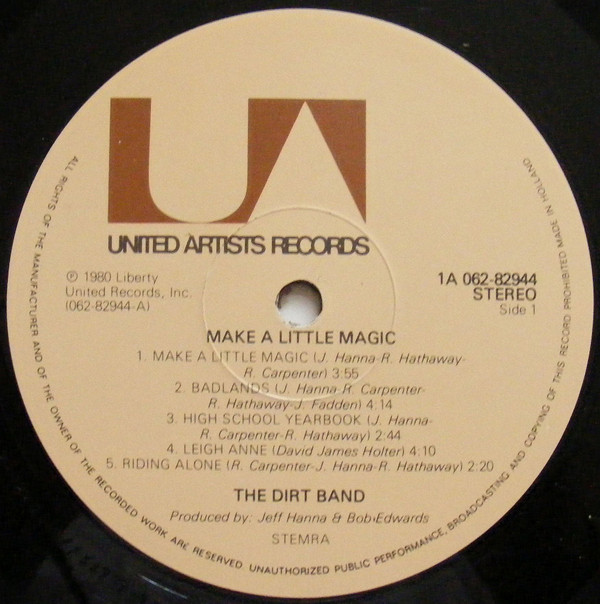 UA
UNITED ARTISTS RECORDS
℗ 1980 Liberty
United Records, Inc.
(062-82944-A)
1A 062-82944
STEREO
Side 1
MAKE A LITTLE MAGIC
1. MAKE A LITTLE MAGIC (J. Hanna-R. Hathaway-
R. Carpenter) 3:55
2. BADLANDS (J. Hanna-R. Carpenter-
R. Hathaway-J. Fadden) 4:14
3. HIGH SCHOOL YEARBOOK (J. Hanna-
R. Carpenter-R. Hathaway) 2:44
4. LEIGH ANNE (David James Holter) 4:10
5. RIDING ALONE (R. Carpenter-J. Hanna-R. Hathaway) 2:20
THE DIRT BAND
Produced by: Jeff Hanna & Bob Edwards
STEMRA
ALL RIGHTS OF THE MANUFACTURER AND OF THE OWNER OF THE RECORDED WORK ARE RESERVED UNAUTHORIZED PUBLIC PERFORMANCE, BROADCASTING AND COPYING OF THIS RECORD PROHIBITED MADE IN HOLLAND